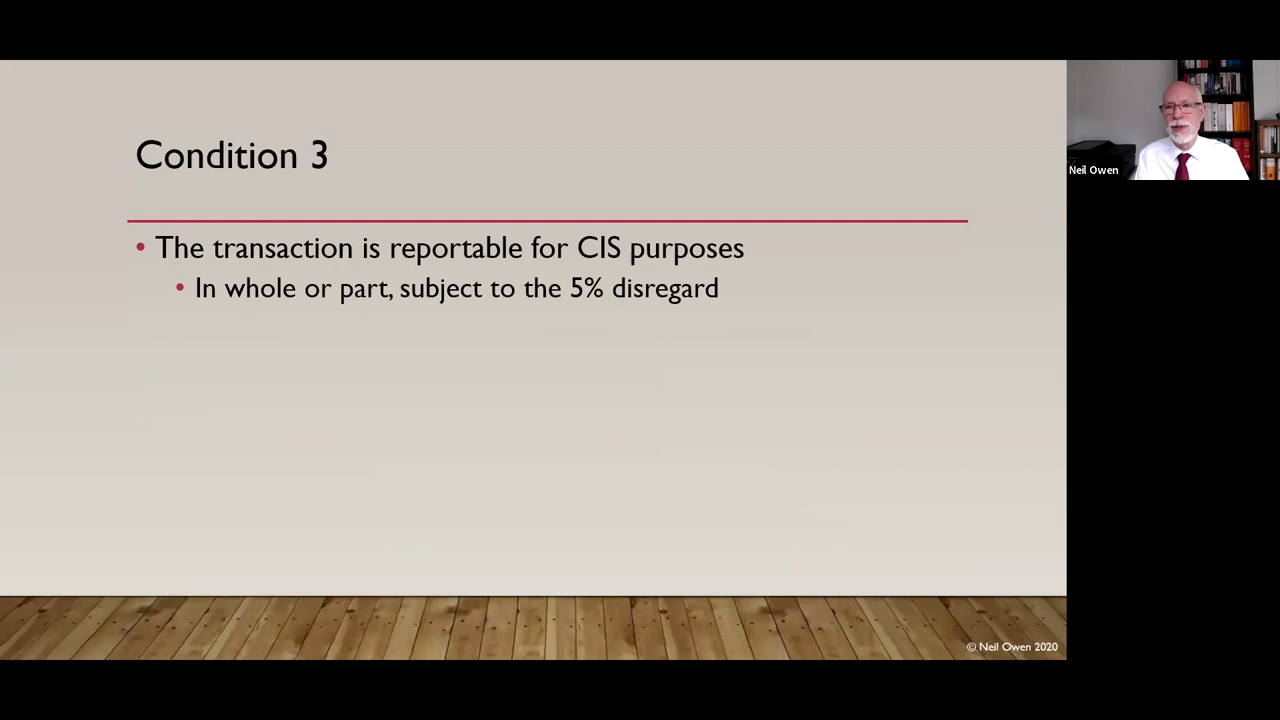 Condition 3
• The transaction is reportable for CIS purposes
• In whole or part, subject to the 5% disregard
Neil Owen
© Neil Owen 2020